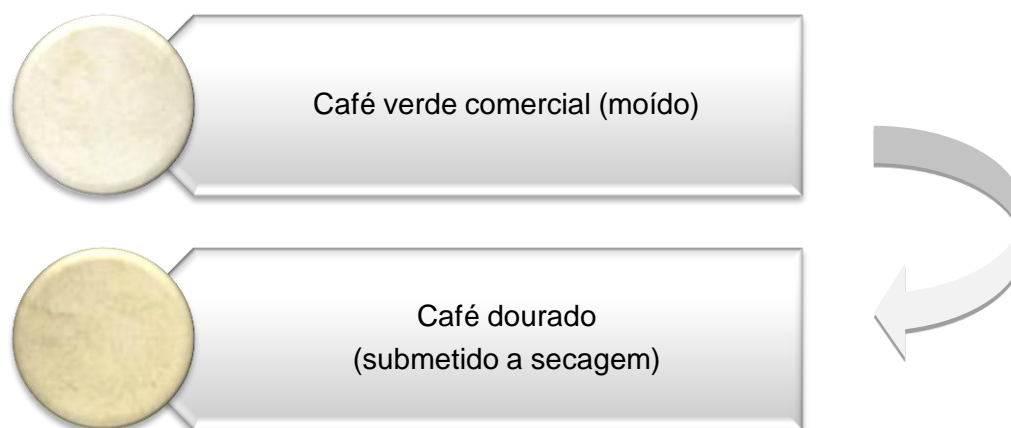 Café verde comercial (moído)
Café dourado
(submetido a secagem)